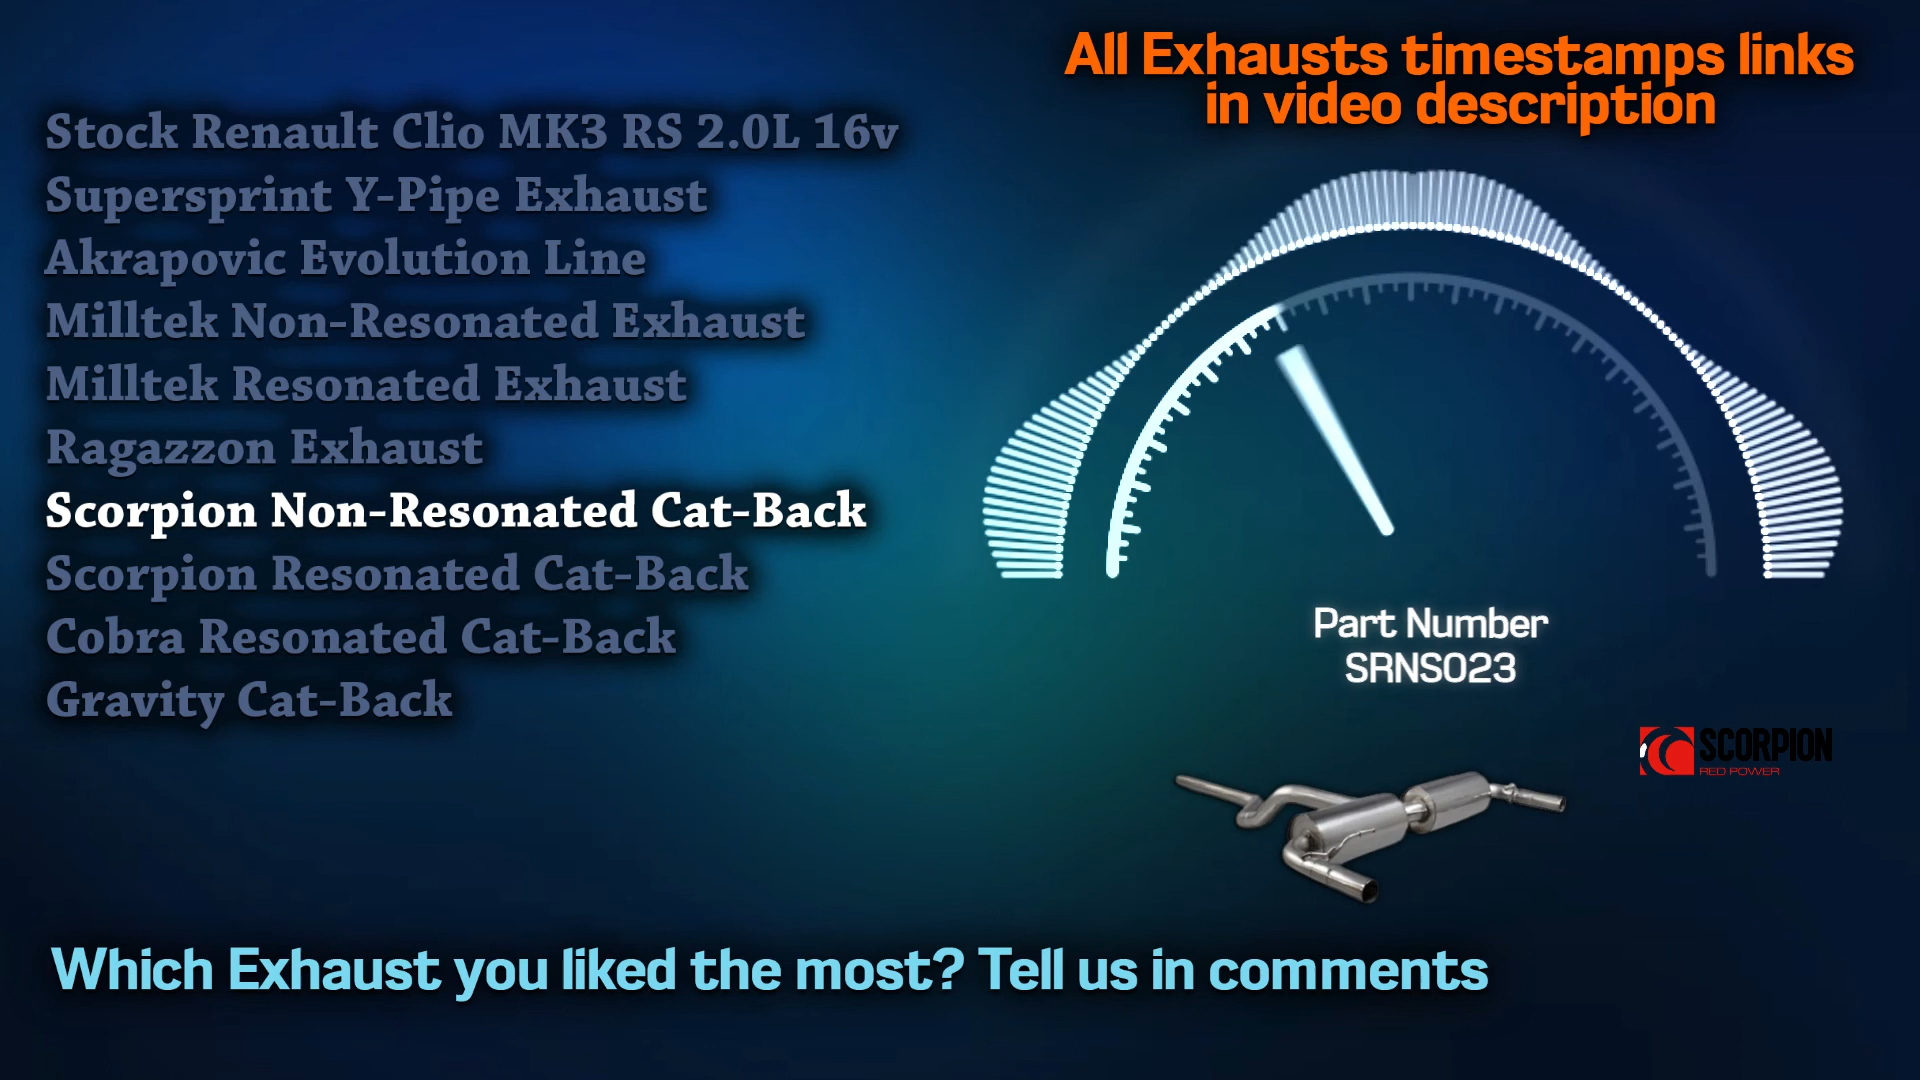 All Exhausts timestamps links
in video description
Stock Renault Clio MK3 RS 2.0L 16v
Supersprint Y-Pipe Exhaust
Akrapovic Evolution Line
Milltek Non-Resonated Exhaust
Milltek Resonated Exhaust
Ragazzon Exhaust
Scorpion Non-Resonated Cat-Back
Scorpion Resonated Cat-Back
Cobra Resonated Cat-Back
Gravity Cat-Back
Part Number
SRNS023
SCORPION
RED POWER
Which Exhaust you liked the most? Tell us in comments